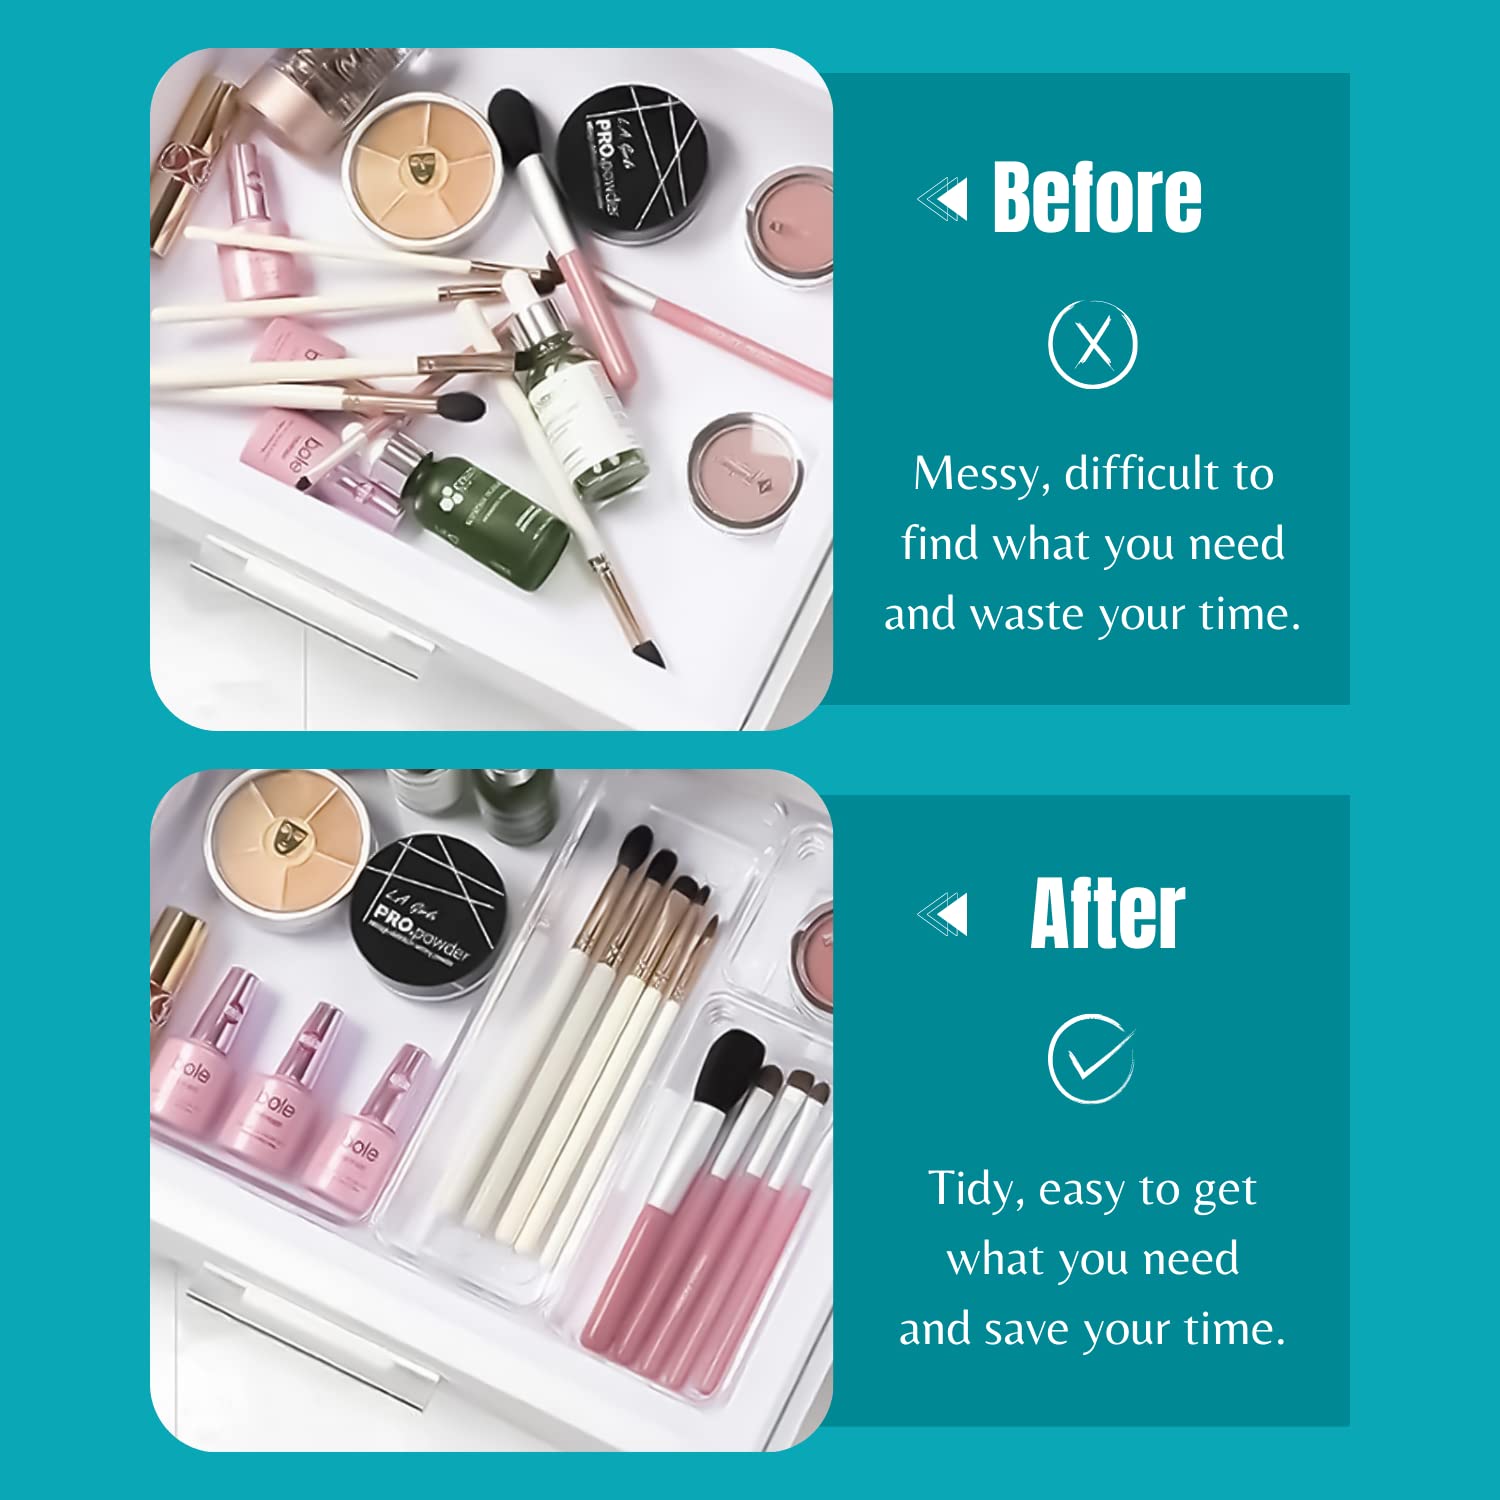 Before
X
Messy, difficult to
find what you need
and waste your time.
L.A. Girl
PRO.powder
bole
After
Tidy, easy to get
what you need
and save your time.
L.A. Girl
PRO.powder
bole
bole
bole